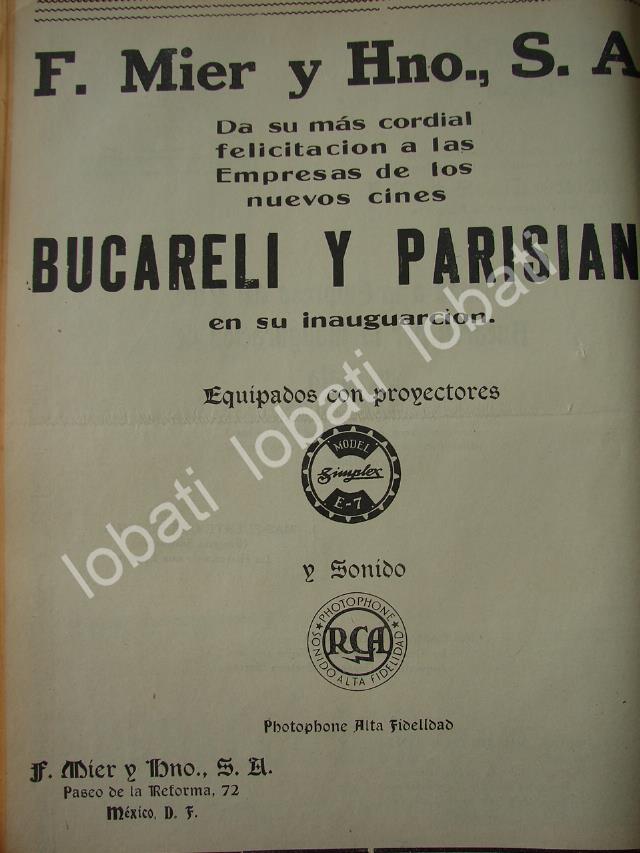 F. Mier y Hno., S. A
Da su más cordial
felicitacion a las
Empresas de los
nuevos cines
BUCARELI Y PARISIAN
en su inauguarcion.
Equipados con proyectores
MODEL
Simplex
E-7
y Sonido
PHOTOPHONE
RCA
SONIDO ALTA FIDELIDAD
Photophone Alta Fidelldad
F. Mier y Hno., S. A.
Paseo de la Reforma, 72
México, D. F.
lobati lobati lobati